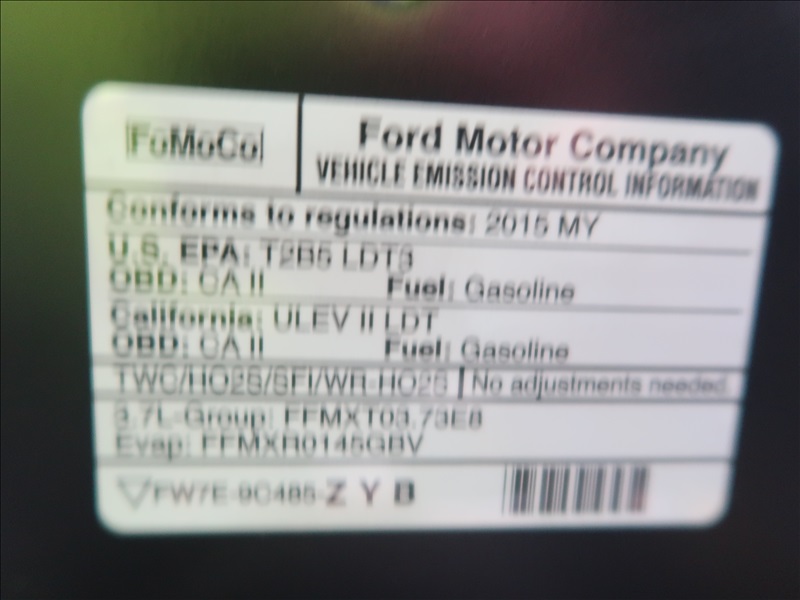 FoMoCo
Ford Motor Company
VEHICLE EMISSION CONTROL INFORMATION
Conforms to regulations: 2015 MY
U.S. EPA: T2B5 LDT3
OBD: CA II Fuel: Gasoline
California: ULEV II LDT
OBD: CA II Fuel: Gasoline
TWC/HO2S/SFI/WR-HO2S No adjustments needed.
3.7L-Group: FFMXT03.73E8
Evap: FFMXR0145GBV
FW7E-9C485-Z Y B